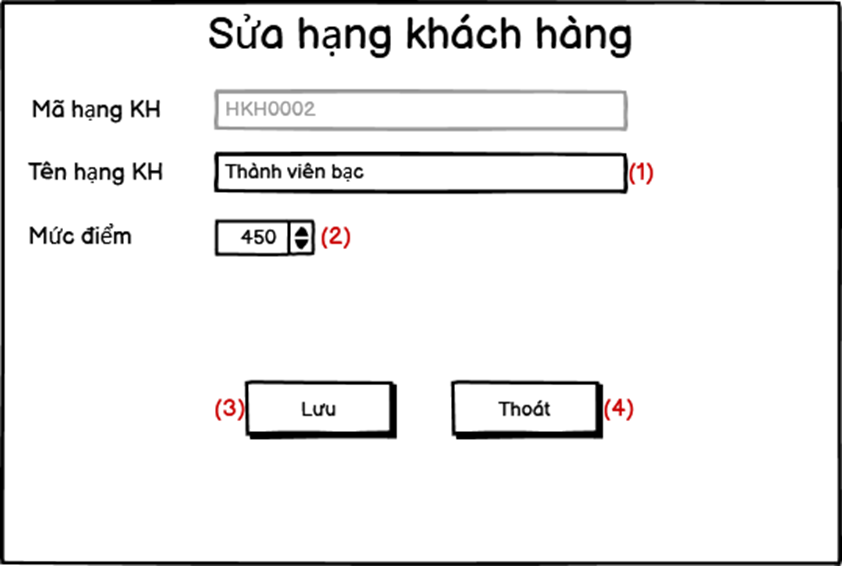 Sửa hạng khách hàng
Mã hạng KH HKH0002
Tên hạng KH Thành viên bạc (1)
Mức điểm 450 (2)
(3) Lưu Thoát (4)